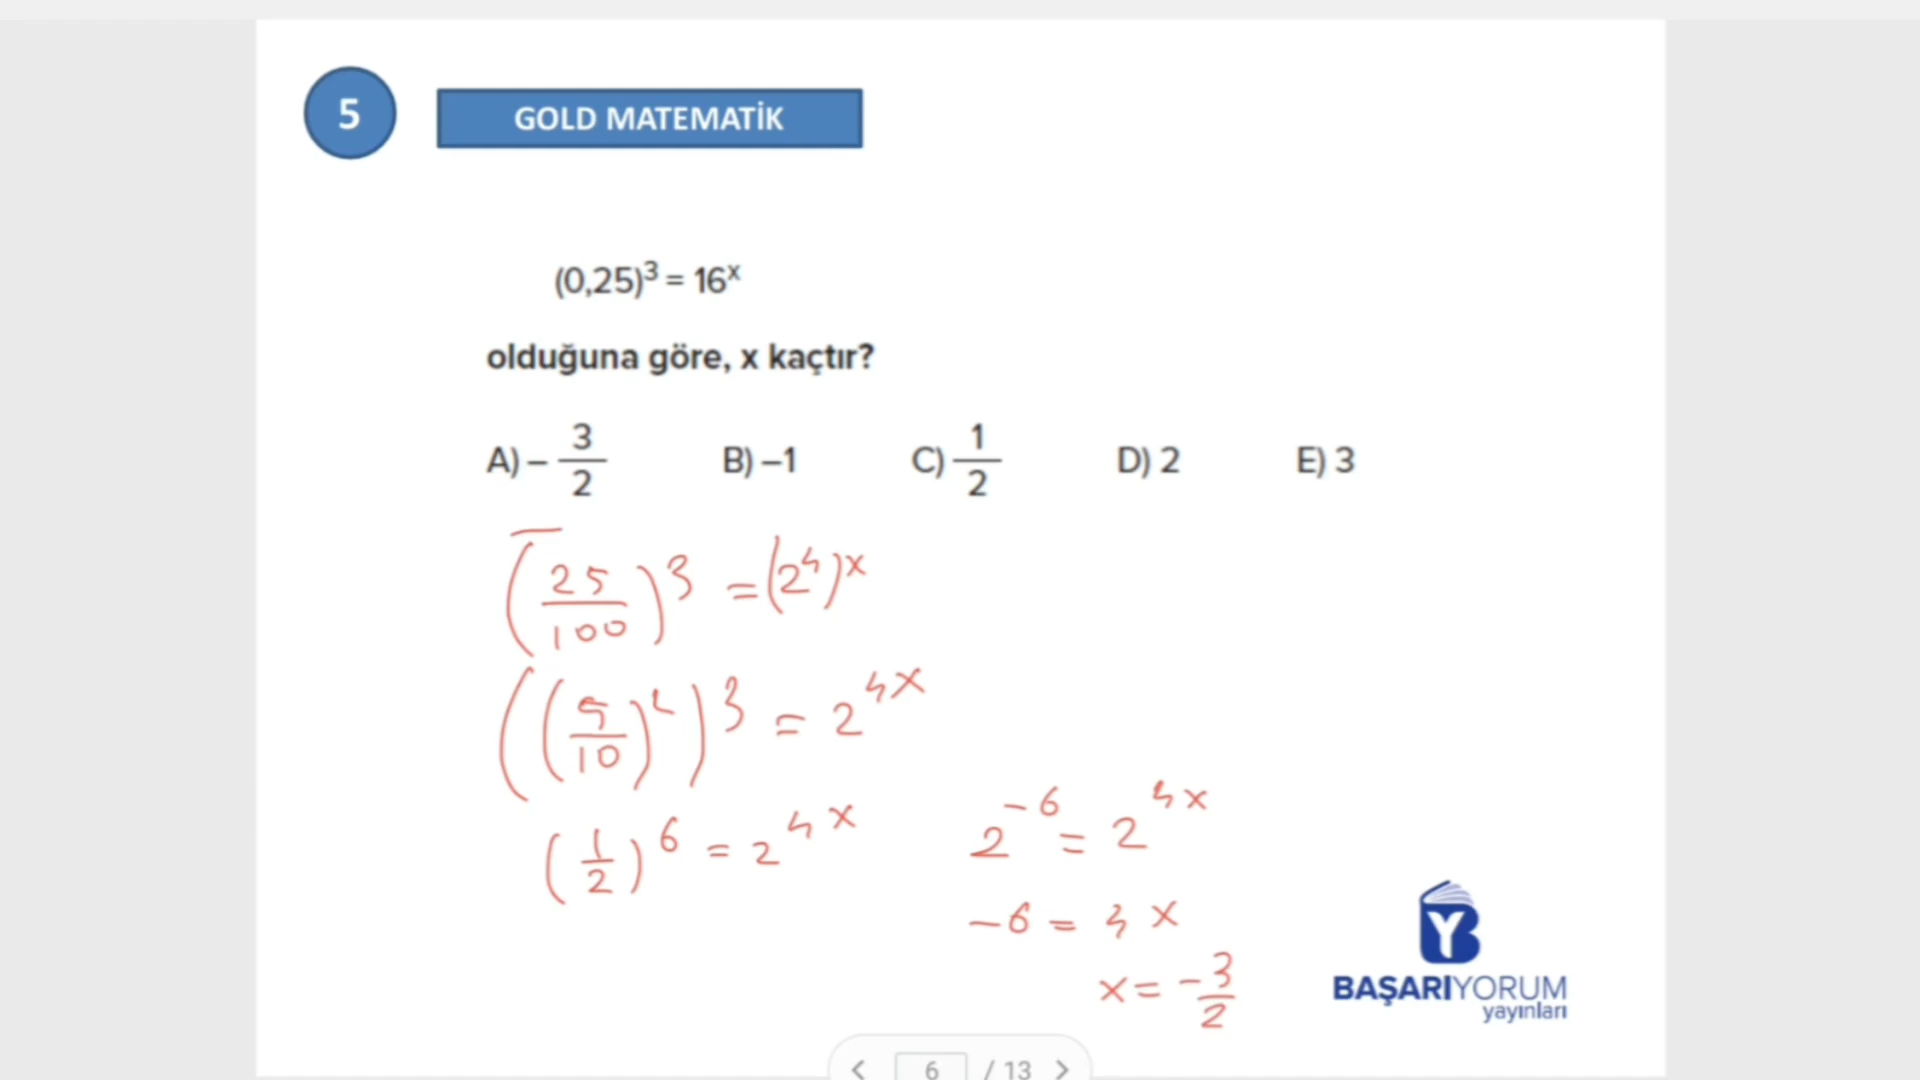 5 GOLD MATEMATİK
(0,25)³ = 16ˣ
olduğuna göre, x kaçtır?
A) – 3/2 B) –1 C) 1/2 D) 2 E) 3
(25/100)³ = (2⁴)ˣ
((5/10)²)³ = 2⁴ˣ
(1/2)⁶ = 2⁴ˣ
2⁻⁶ = 2⁴ˣ
-6 = 4x
x = -3/2
BAŞARIYORUM
yayınları
6 / 13